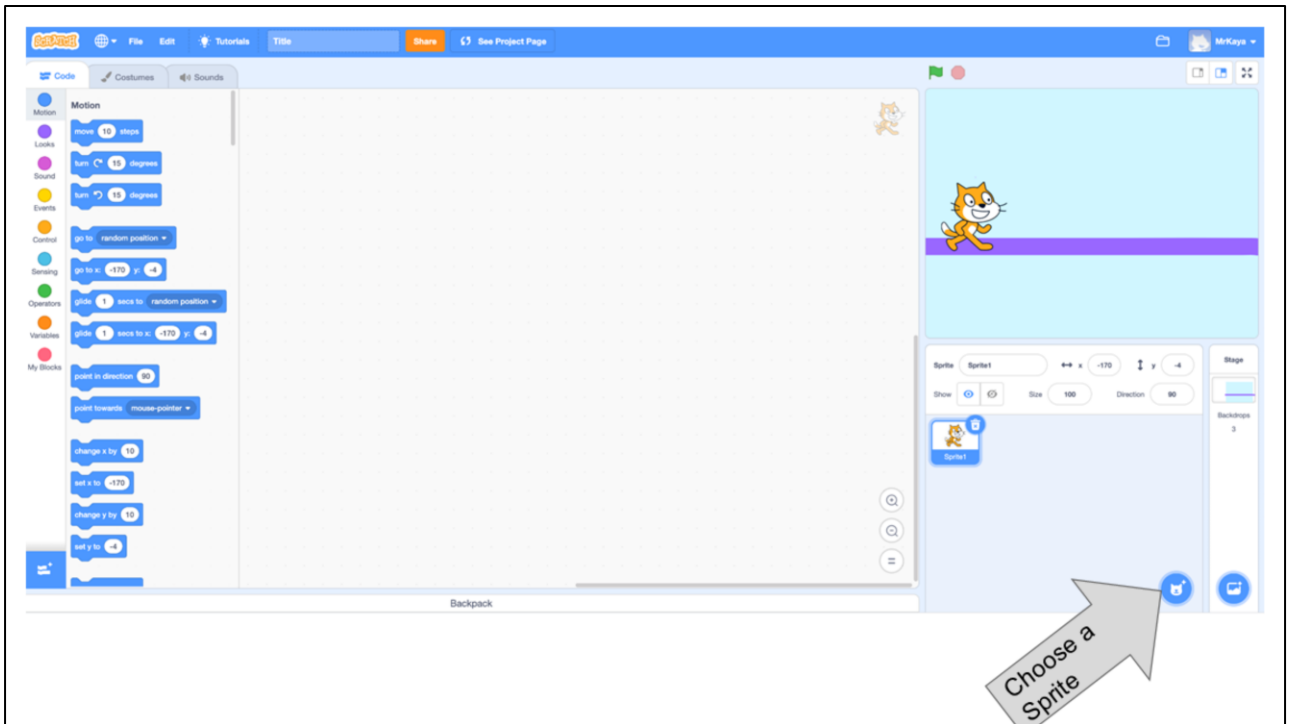 SCRATCH File Edit Tutorials Title Share See Project Page MrKaya
Code Costumes Sounds
Motion
Looks
Sound
Events
Control
Sensing
Operators
Variables
My Blocks
Motion
move 10 steps
turn 15 degrees
turn 15 degrees
go to random position
go to x: -170 y: -4
glide 1 secs to random position
glide 1 secs to x: -170 y: -4
point in direction 90
point towards mouse-pointer
change x by 10
set x to -170
change y by 10
set y to -4
Backpack
Sprite Sprite1 x -170 y -4
Show Size 100 Direction 90
Sprite1
Stage
Backdrops
3
Choose a
Sprite